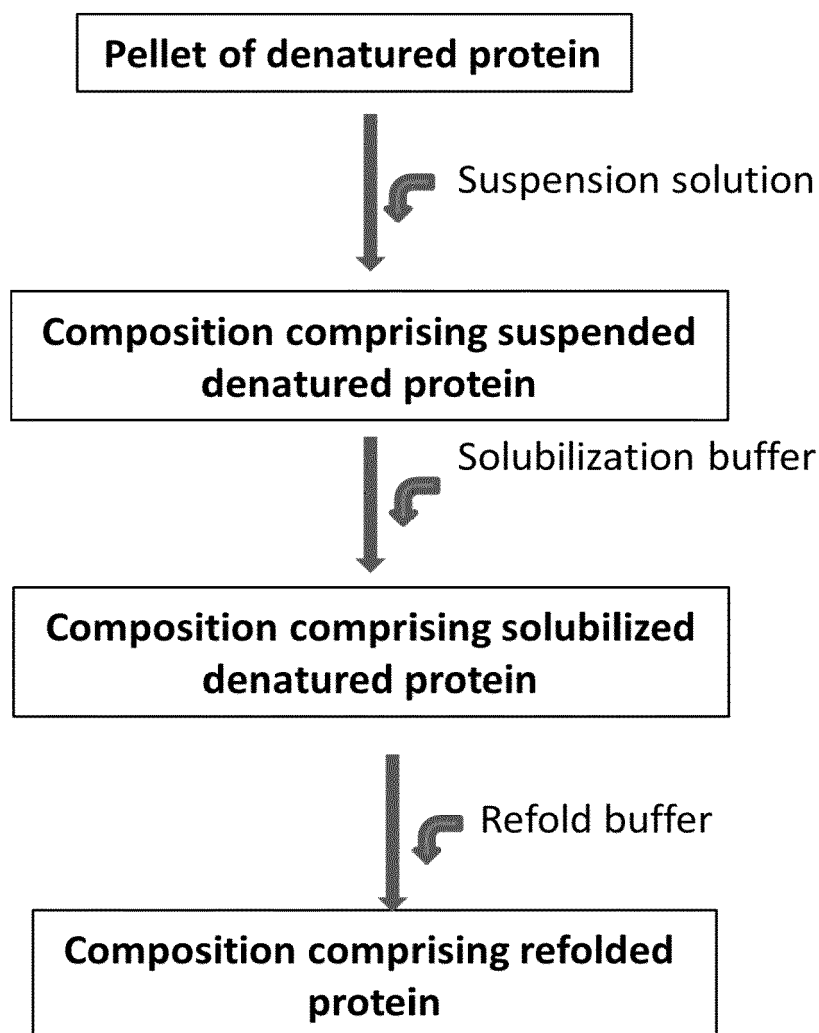 Pellet of denatured protein
Suspension solution
Composition comprising suspended
denatured protein
Solubilization buffer
Composition comprising solubilized
denatured protein
Refold buffer
Composition comprising refolded
protein